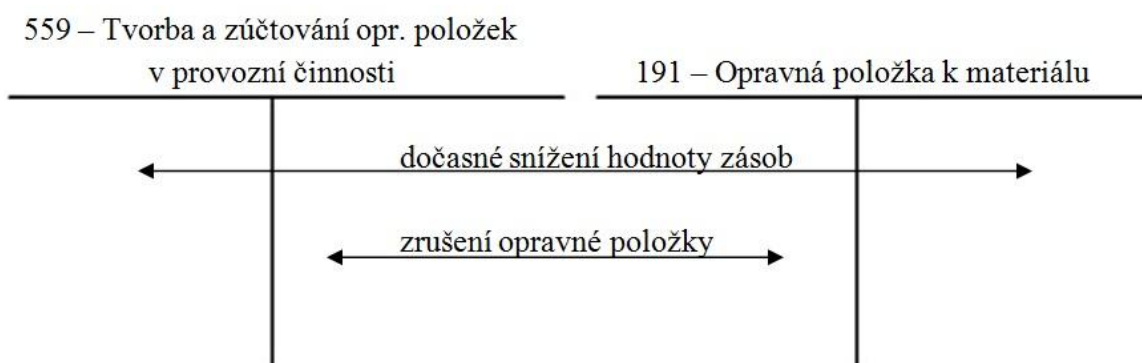 559 – Tvorba a zúčtování opr. položek
v provozní činnosti
191 – Opravná položka k materiálu
dočasné snížení hodnoty zásob
zrušení opravné položky